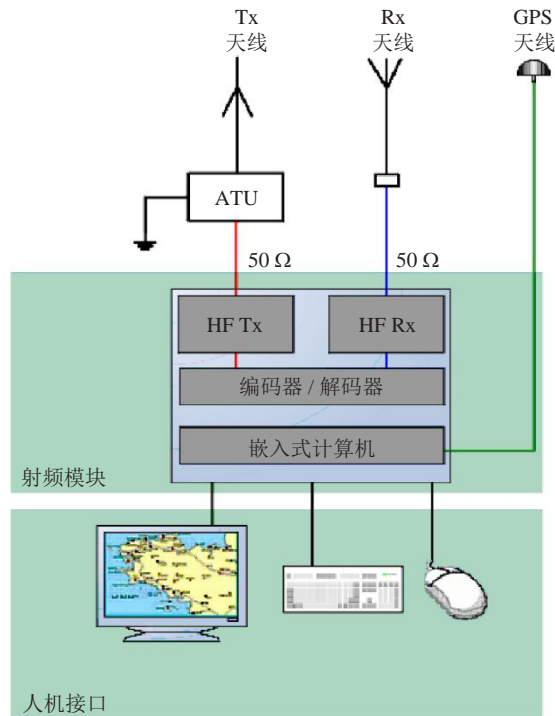 Tx
天线
Rx
天线
GPS
天线
ATU
50 Ω
50 Ω
HF Tx
HF Rx
编码器 / 解码器
嵌入式计算机
射频模块
人机接口